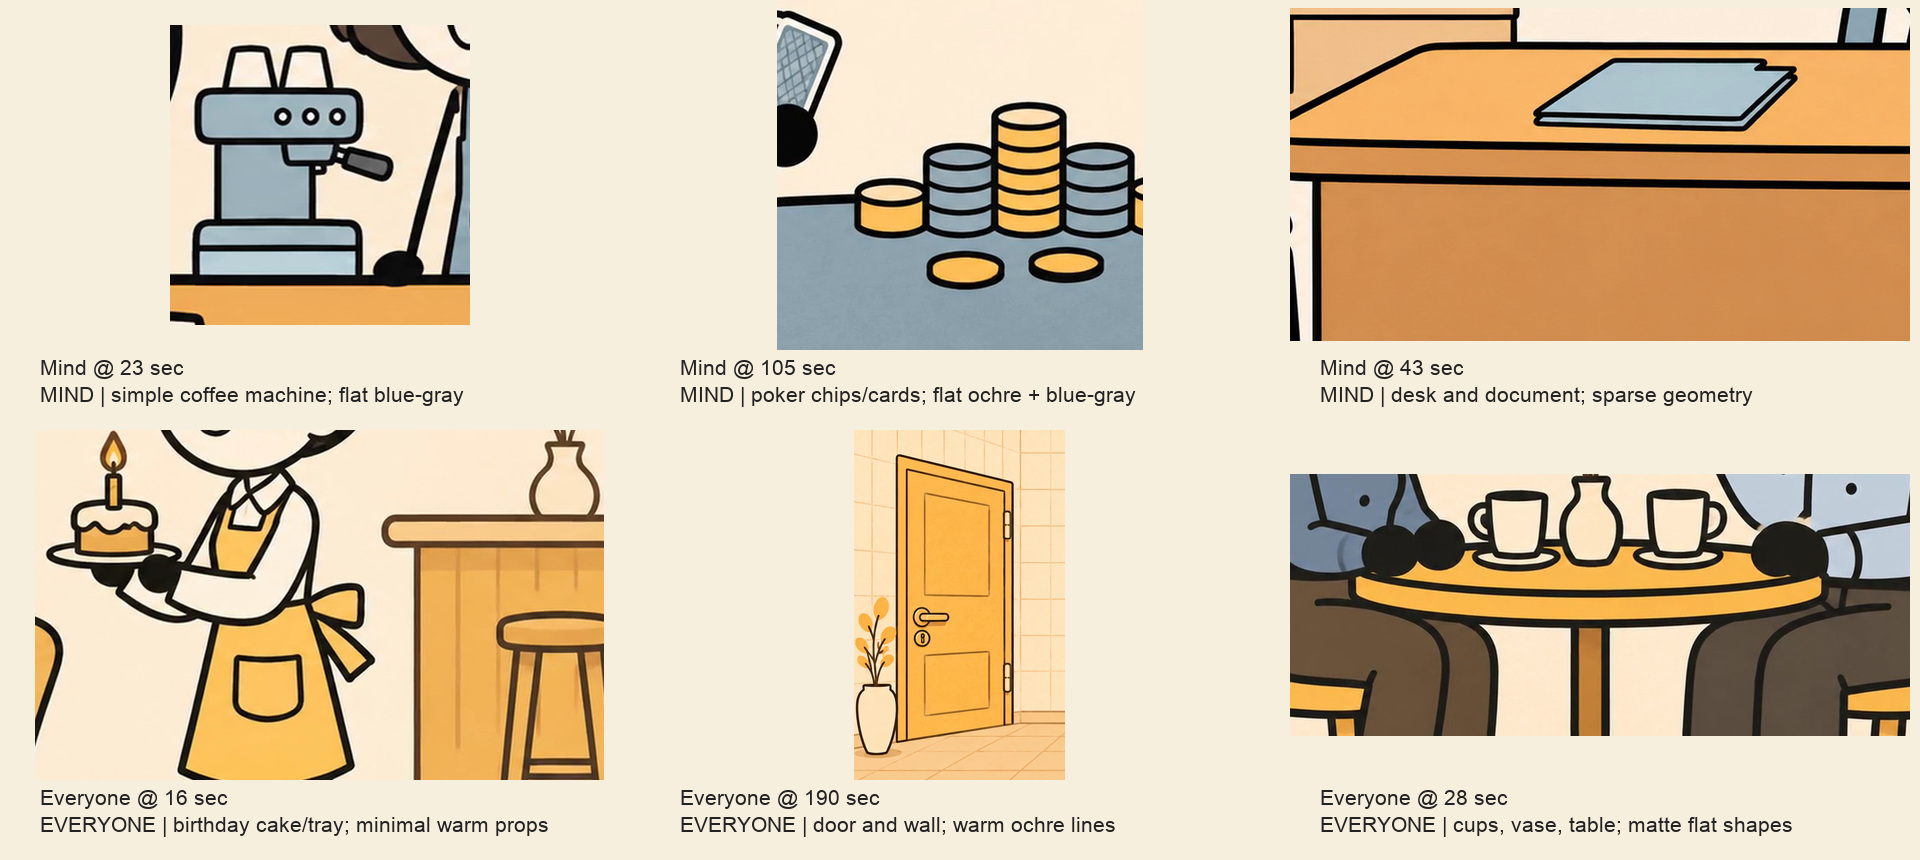 Mind @ 23 sec
MIND | simple coffee machine; flat blue-gray
Mind @ 105 sec
MIND | poker chips/cards; flat ochre + blue-gray
Mind @ 43 sec
MIND | desk and document; sparse geometry
Everyone @ 16 sec
EVERYONE | birthday cake/tray; minimal warm props
Everyone @ 190 sec
EVERYONE | door and wall; warm ochre lines
Everyone @ 28 sec
EVERYONE | cups, vase, table; matte flat shapes